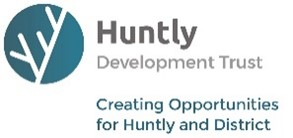 Huntly
Development Trust
Creating Opportunities
for Huntly and District